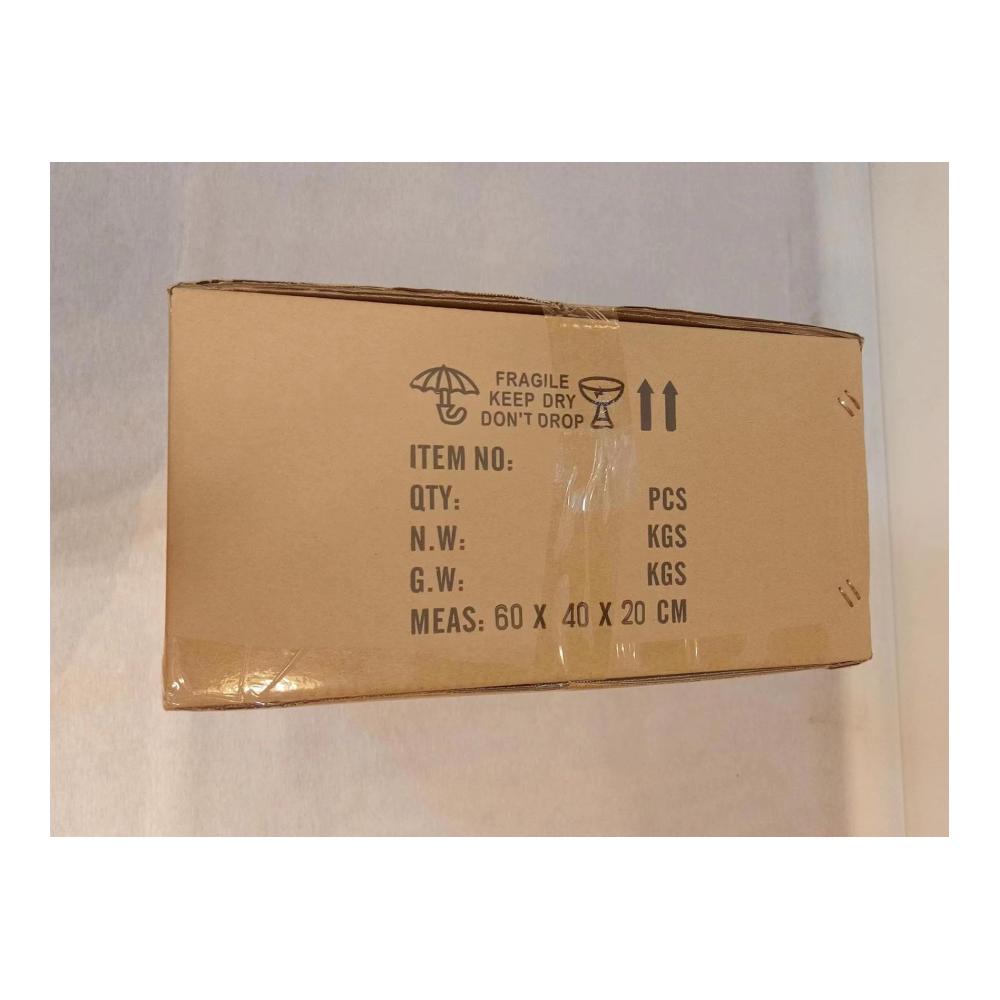 FRAGILE
KEEP DRY
DON'T DROP
ITEM NO:
QTY: PCS
N.W: KGS
G.W: KGS
MEAS: 60 X 40 X 20 CM